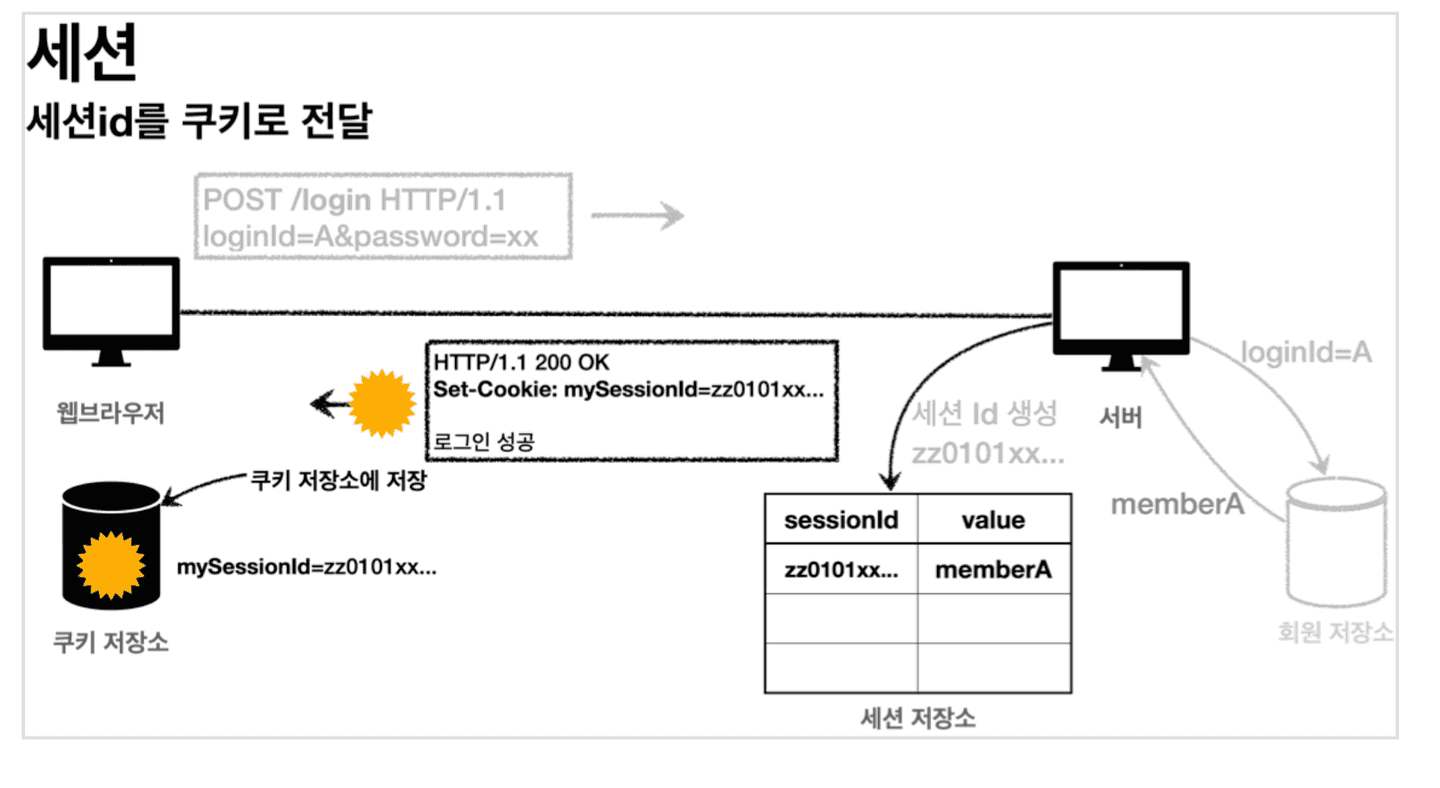 세션
세션id를 쿠키로 전달
POST /login HTTP/1.1
loginId=A&password=xx
HTTP/1.1 200 OK
Set-Cookie: mySessionId=zz0101xx...
로그인 성공
웹브라우저
쿠키 저장소에 저장
mySessionId=zz0101xx...
쿠키 저장소
서버
loginId=A
세션 Id 생성
zz0101xx...
memberA
sessionId value
zz0101xx... memberA
세션 저장소
회원 저장소